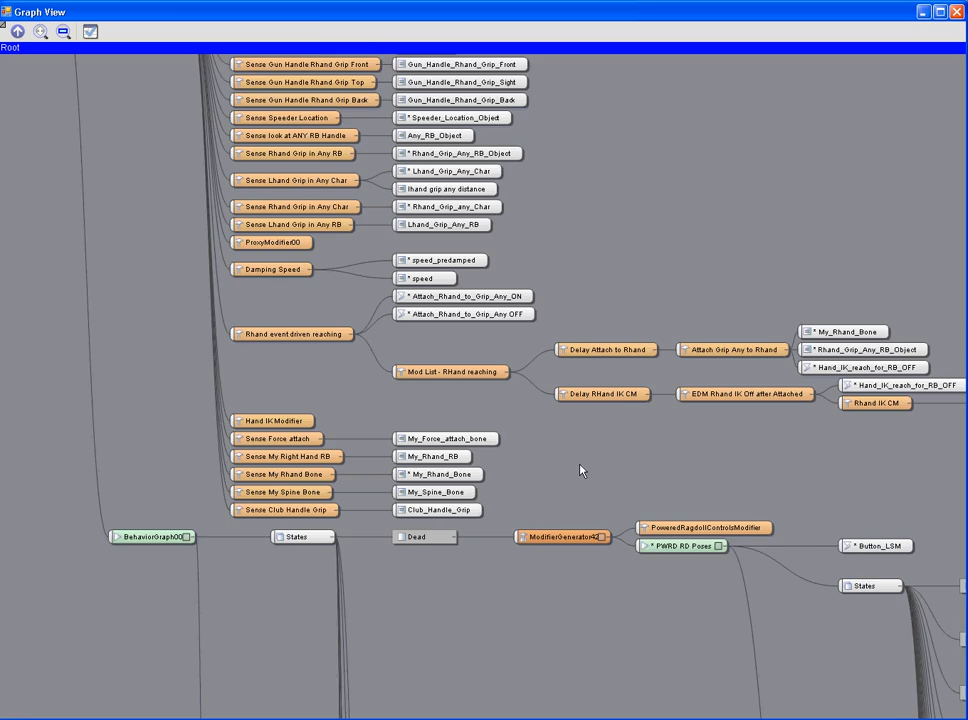 Graph View
Root
Sense Gun Handle Rhand Grip Front
Gun_Handle_Rhand_Grip_Front
Sense Gun Handle Rhand Grip Top
Gun_Handle_Rhand_Grip_Sight
Sense Gun Handle Rhand Grip Back
Gun_Handle_Rhand_Grip_Back
Sense Speeder Location
* Speeder_Location_Object
Sense look at ANY RB Handle
Any_RB_Object
Sense Rhand Grip in Any RB
* Rhand_Grip_Any_RB_Object
Sense Lhand Grip in Any Char
* Lhand_Grip_Any_Char
lhand grip any distance
Sense Rhand Grip in Any Char
* Rhand_Grip_any_Char
Sense Lhand Grip in Any RB
Lhand_Grip_Any_RB
ProxyModifier00
Damping Speed
* speed_predamped
* speed
* Attach_Rhand_to_Grip_Any_ON
* Attach_Rhand_to_Grip_Any OFF
Rhand event driven reaching
* My_Rhand_Bone
Delay Attach to Rhand
Attach Grip Any to Rhand
* Rhand_Grip_Any_RB_Object
* Hand_IK_reach_for_RB_OFF
Mod List - RHand reaching
* Hand_IK_reach_for_RB_OFF
Delay RHand IK CM
EDM Rhand IK Off after Attached
Rhand IK CM
Hand IK Modifier
Sense Force attach
My_Force_attach_bone
Sense My Right Hand RB
My_Rhand_RB
Sense My Rhand Bone
* My_Rhand_Bone
Sense My Spine Bone
My_Spine_Bone
Sense Club Handle Grip
Club_Handle_Grip
PoweredRagdollControlsModifier
BehaviorGraph00
States
Dead
ModifierGenerator42
* PWRD RD Poses
* Button_LSM
States